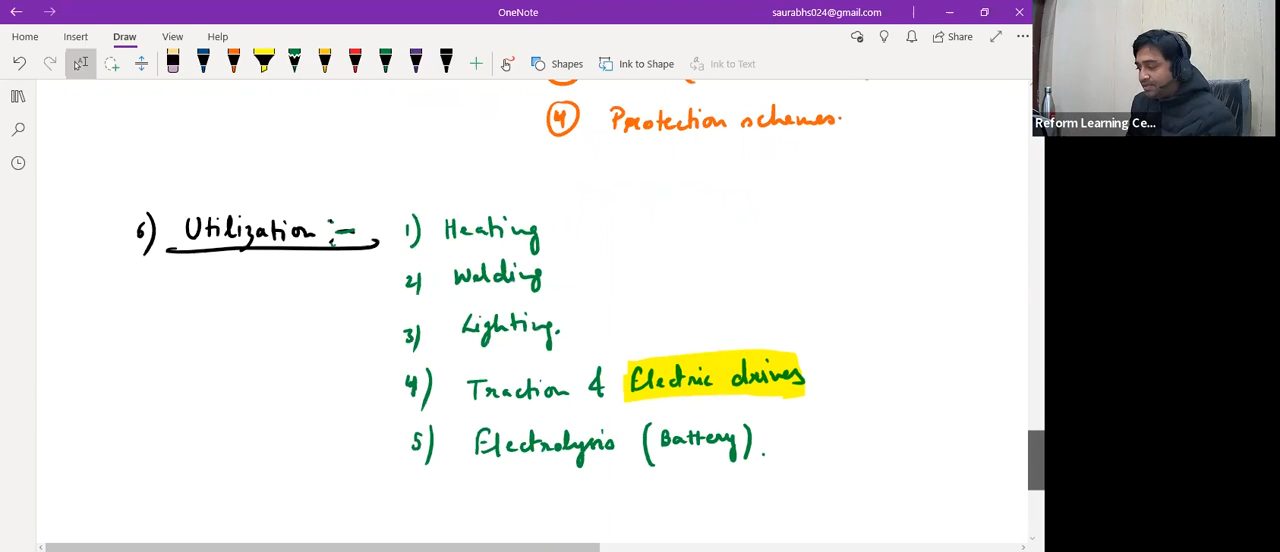 OneNote
saurabhs024@gmail.com
Home Insert Draw View Help
Share
Shapes Ink to Shape Ink to Text
Reform Learning Ce...
4 Protection schemes.
6) Utilization :- 1) Heating
2) Welding
3) Lighting.
4) Traction & Electric drives
5) Electrolysis (Battery).